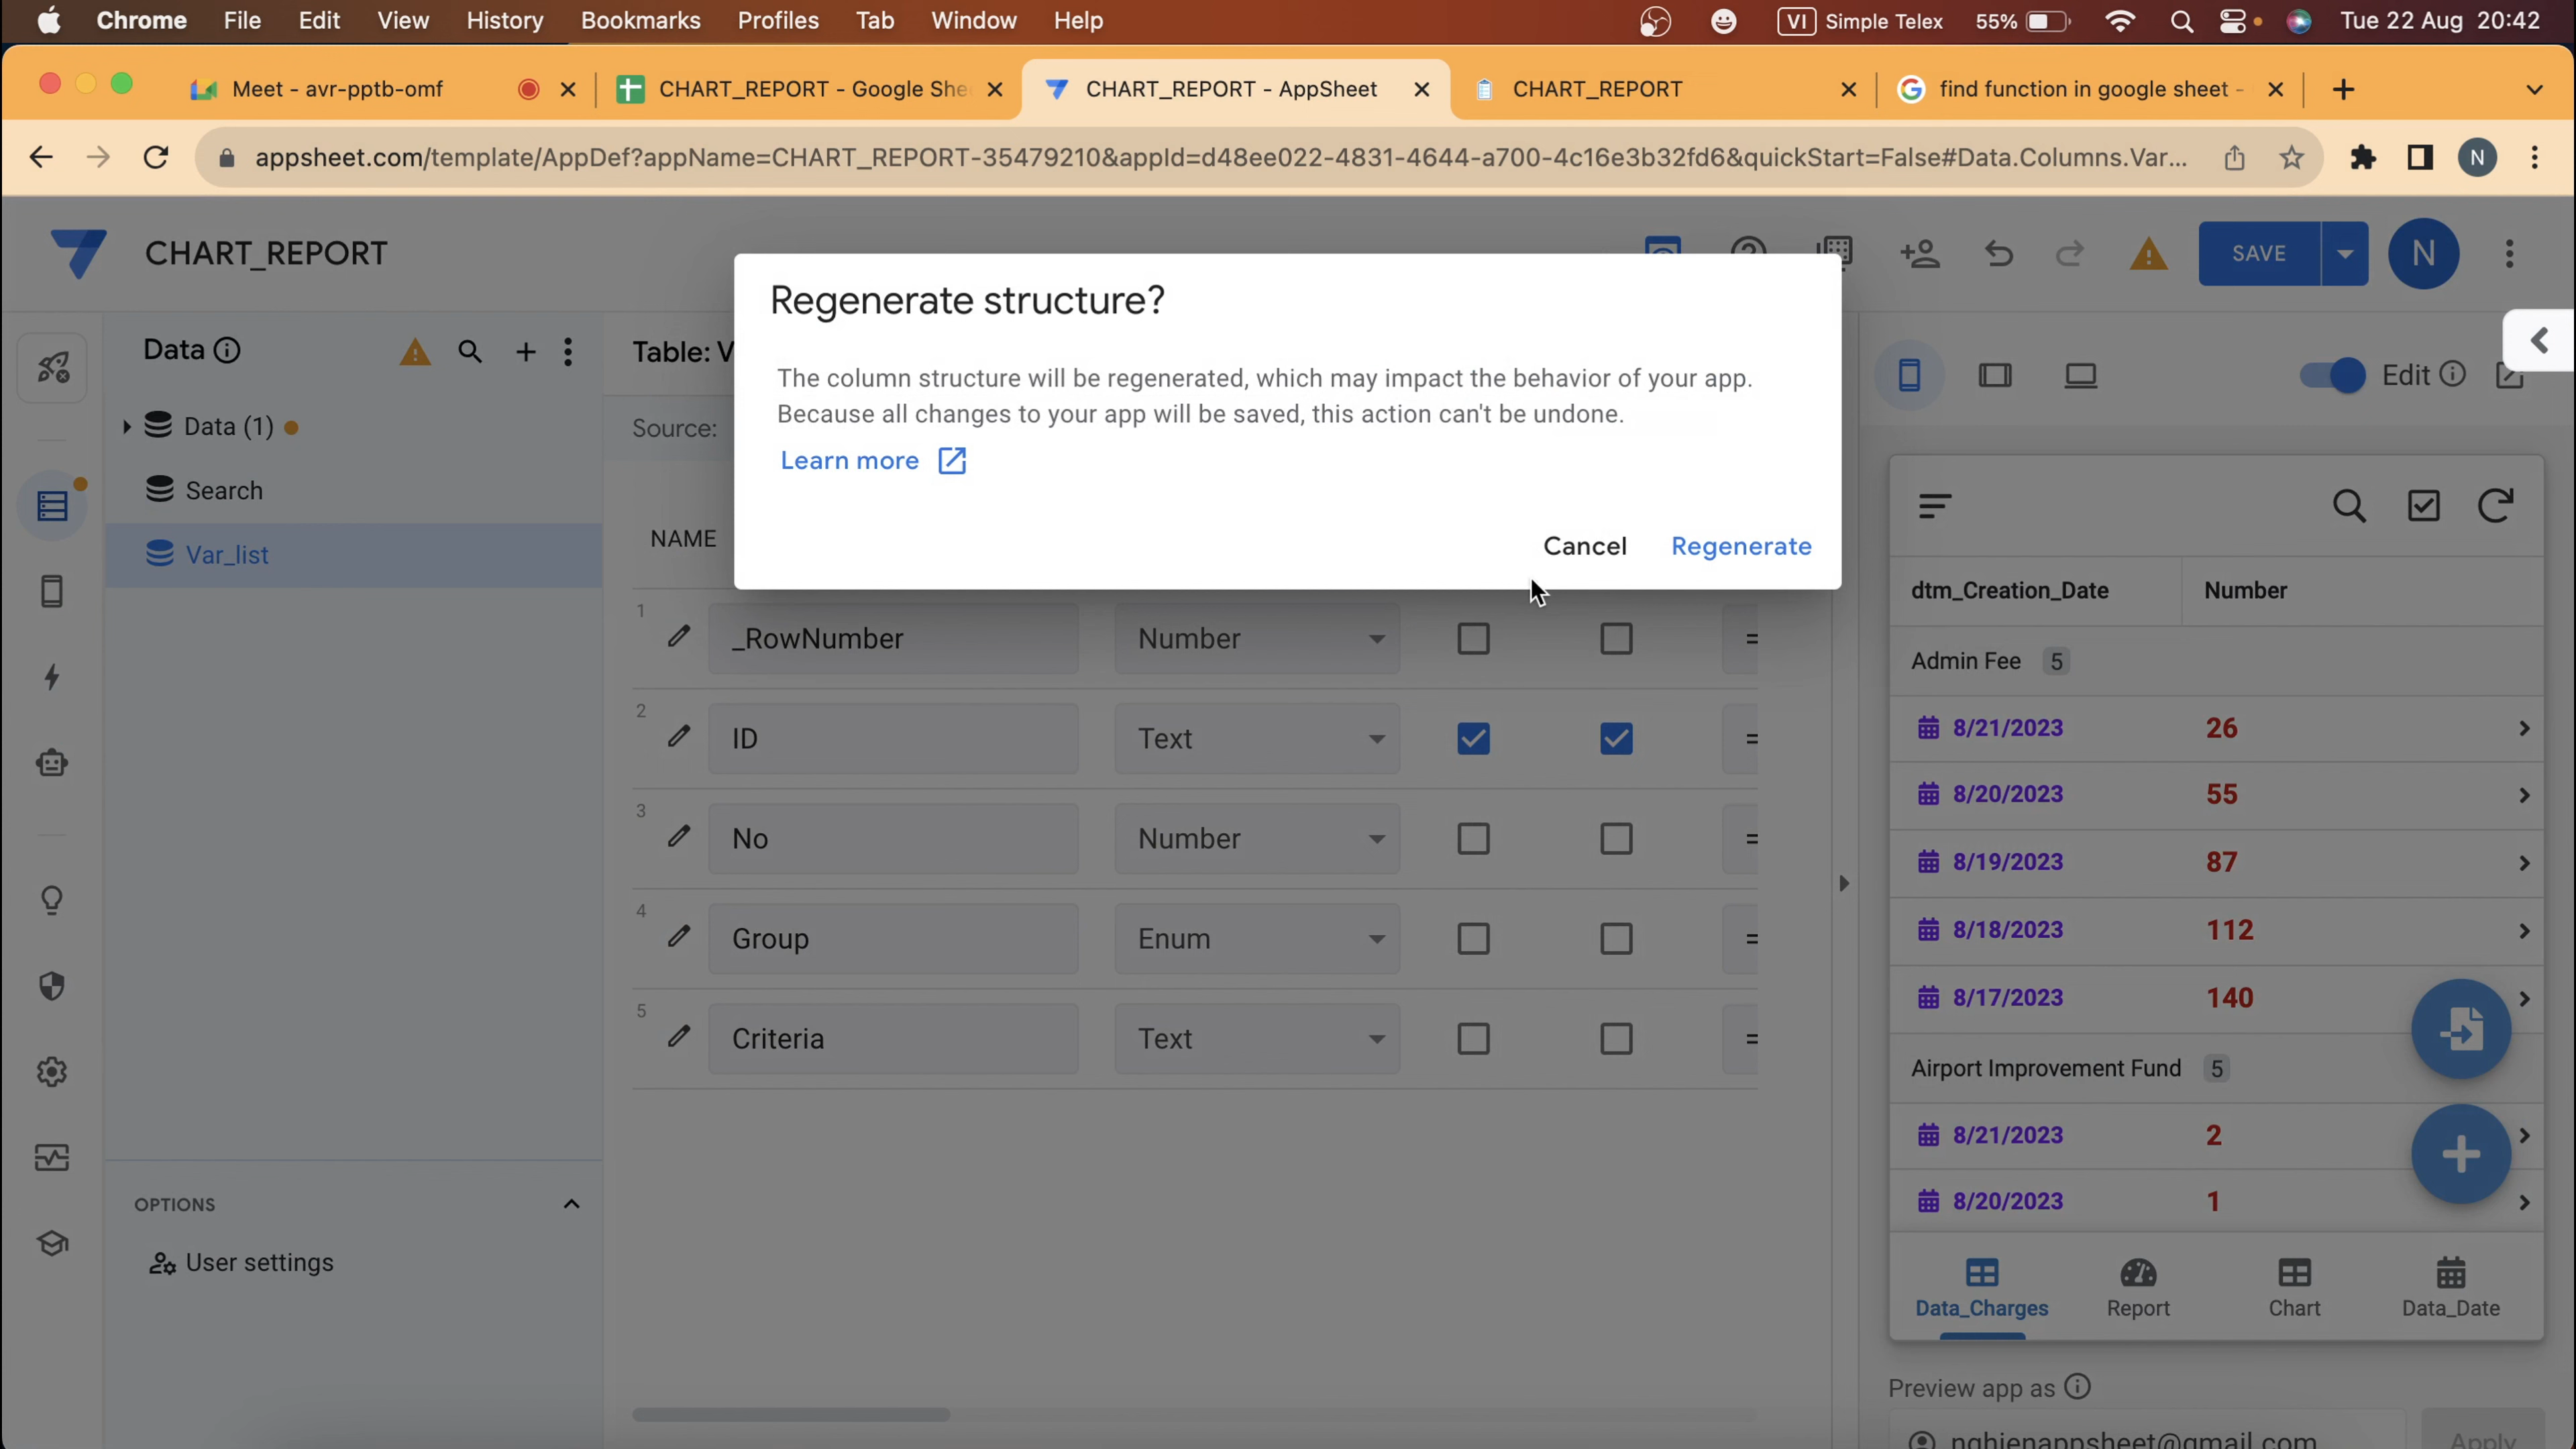 Chrome File Edit View History Bookmarks Profiles Tab Window Help VI Simple Telex 55% Tue 22 Aug 20:42
Meet - avr-pptb-omf CHART_REPORT - Google She CHART_REPORT - AppSheet CHART_REPORT find function in google sheet -
appsheet.com/template/AppDef?appName=CHART_REPORT-35479210&appId=d48ee022-4831-4644-a700-4c16e3b32fd6&quickStart=False#Data.Columns.Var... N
CHART_REPORT SAVE N
Regenerate structure?
The column structure will be regenerated, which may impact the behavior of your app.
Because all changes to your app will be saved, this action can't be undone.
Learn more
Cancel Regenerate
Data
Data (1)
Search
Var_list
OPTIONS
User settings
Table: V
Source:
NAME
1 _RowNumber Number =
2 ID Text =
3 No Number =
4 Group Enum =
5 Criteria Text =
Edit
dtm_Creation_Date Number
Admin Fee 5
8/21/2023 26
8/20/2023 55
8/19/2023 87
8/18/2023 112
8/17/2023 140
Airport Improvement Fund 5
8/21/2023 2
8/20/2023 1
Data_Charges Report Chart Data_Date
Preview app as
nghienappsheet@gmail.com Apply